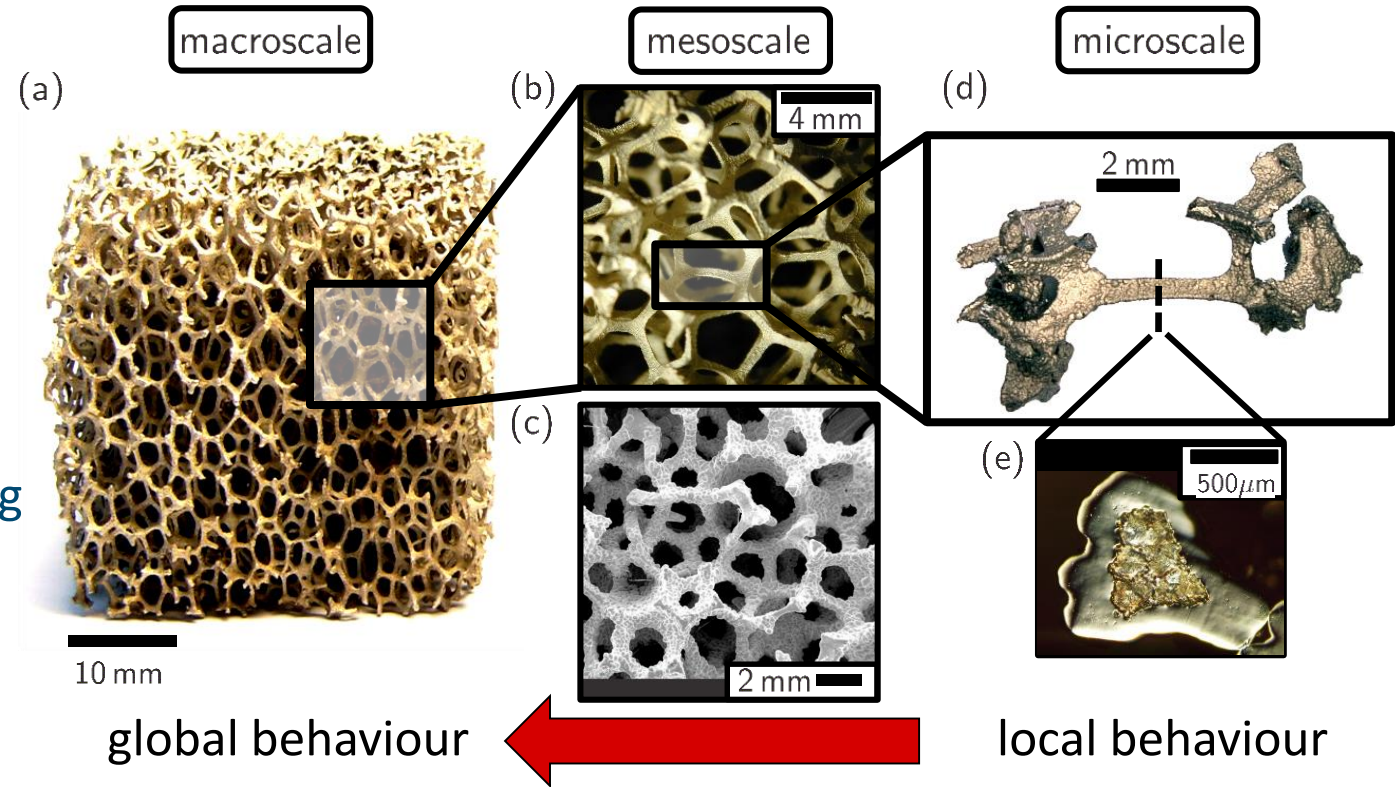 macroscale
mesoscale
microscale
(a)
(b)
(d)
4 mm
2 mm
(c)
(e)
500μm
g
2 mm
10 mm
global behaviour
local behaviour